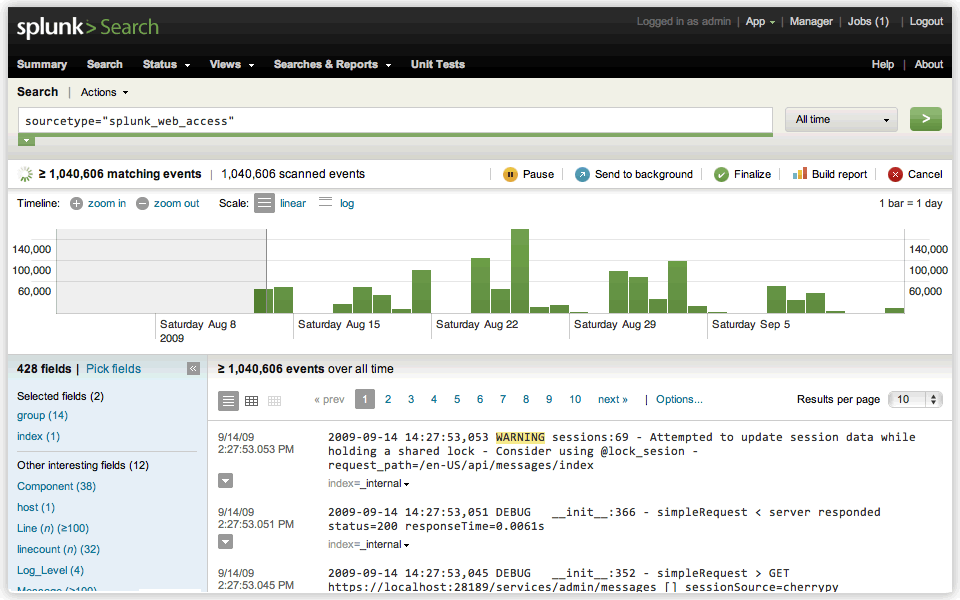 splunk> Search
Logged in as admin | App | Manager | Jobs (1) | Logout
Summary Search Status Views Searches & Reports Unit Tests
Help | About
Search | Actions
sourcetype="splunk_web_access"
All time
>
≥ 1,040,606 matching events | 1,040,606 scanned events
Pause Send to background Finalize Build report Cancel
Timeline: zoom in zoom out Scale: linear log
1 bar = 1 day
140,000 140,000
100,000 100,000
60,000 60,000
Saturday Aug 8 Saturday Aug 15 Saturday Aug 22 Saturday Aug 29 Saturday Sep 5
2009
428 fields | Pick fields «
Selected fields (2)
group (14)
index (1)
Other interesting fields (12)
Component (38)
host (1)
Line (n) (≥100)
linecount (n) (32)
Log_Level (4)
Message (≥100)
≥ 1,040,606 events over all time
« prev 1 2 3 4 5 6 7 8 9 10 next » | Options...
Results per page 10
9/14/09
2:27:53.053 PM
2009-09-14 14:27:53,053 WARNING sessions:69 - Attempted to update session data while
holding a shared lock - Consider using @lock_sesion -
request_path=/en-US/api/messages/index
index=_internal
9/14/09
2:27:53.051 PM
2009-09-14 14:27:53,051 DEBUG __init__:366 - simpleRequest < server responded
status=200 responseTime=0.0061s
index=_internal
9/14/09
2:27:53.045 PM
2009-09-14 14:27:53,045 DEBUG __init__:352 - simpleRequest > GET
https://localhost:28189/services/admin/messages [] sessionSource=cherrypy